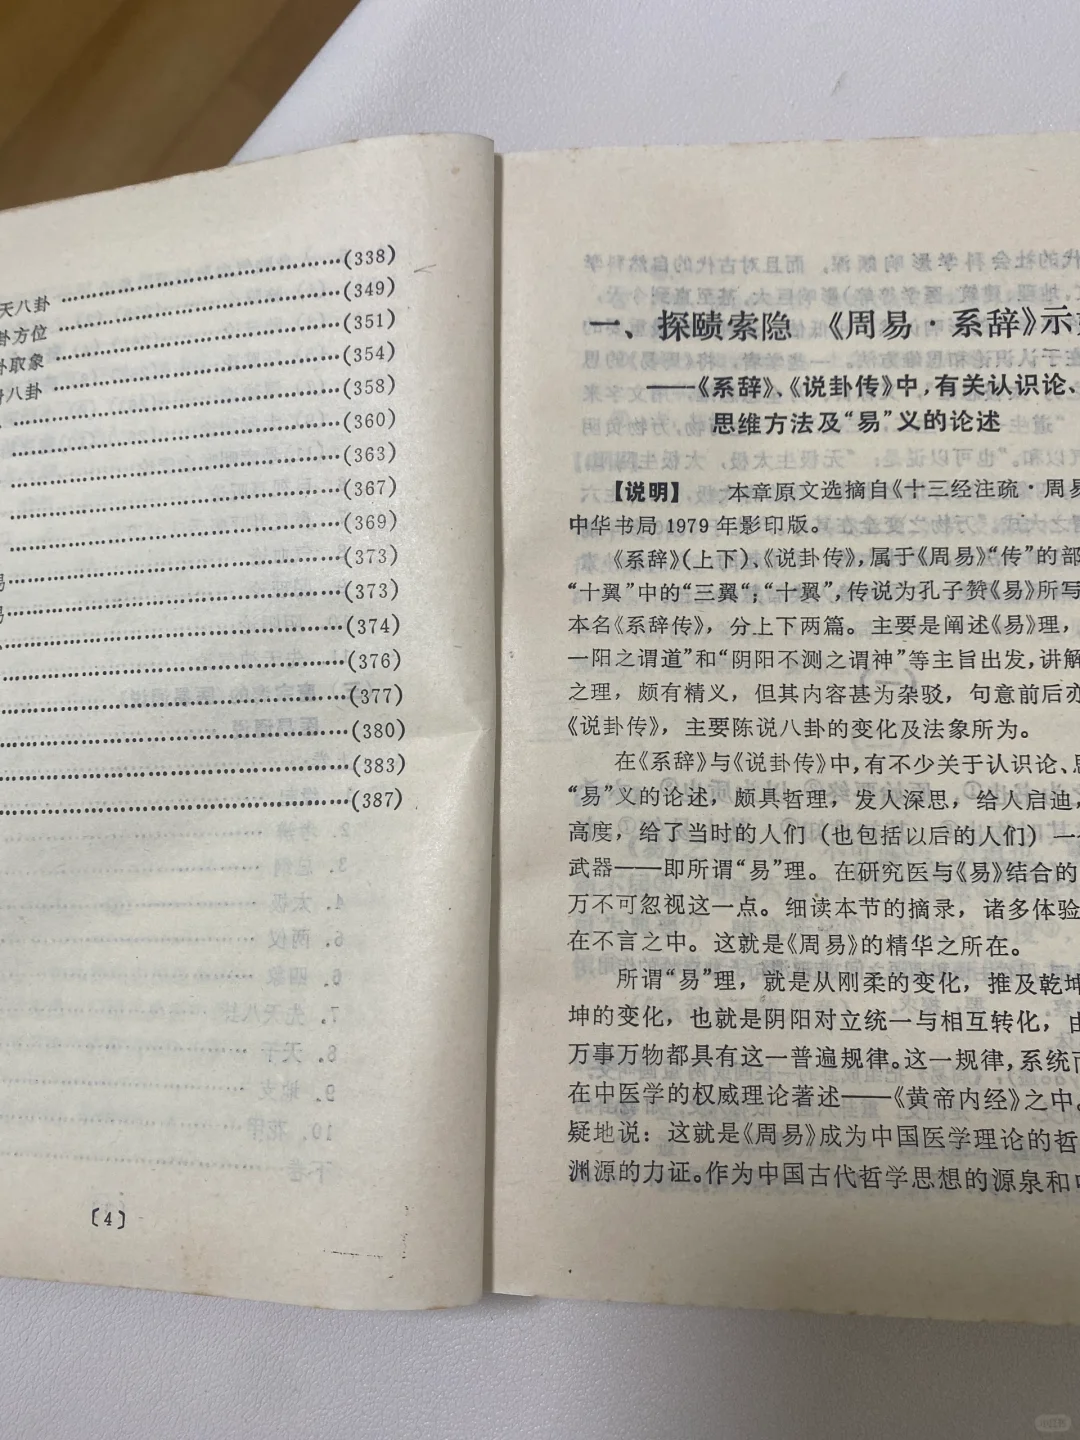 (338)
天八卦 (349)
卦方位 (351)
卦取象 (354)
八卦 (358)
(360)
(363)
(367)
(369)
易 (373)
易 (373)
(374)
(376)
(377)
(380)
(383)
(387)
〔4〕
一、探赜索隐 《周易·系辞》示
——《系辞》、《说卦传》中，有关认识论、
思维方法及“易”义的论述
【说明】 本章原文选摘自《十三经注疏·周易
中华书局1979年影印版。
《系辞》（上下）、《说卦传》，属于《周易》“传”的部
“十翼”中的“三翼“；“十翼”，传说为孔子赞《易》所写
本名《系辞传》，分上下两篇。主要是阐述《易》理，
一阳之谓道”和“阴阳不测之谓神”等主旨出发，讲解
之理，颇有精义，但其内容甚为杂驳，句意前后亦
《说卦传》，主要陈说八卦的变化及法象所为。
在《系辞》与《说卦传》中，有不少关于认识论、思
“易”义的论述，颇具哲理，发人深思，给人启迪，
高度，给了当时的人们（也包括以后的人们）一
武器——即所谓“易”理。在研究医与《易》结合的
万不可忽视这一点。细读本节的摘录，诸多体验
在不言之中。这就是《周易》的精华之所在。
所谓“易”理，就是从刚柔的变化，推及乾坤
坤的变化，也就是阴阳对立统一与相互转化，由
万事万物都具有这一普遍规律。这一规律，系统而
在中医学的权威理论著述——《黄帝内经》之中。
疑地说：这就是《周易》成为中国医学理论的哲
渊源的力证。作为中国古代哲学思想的源泉和中
小红书